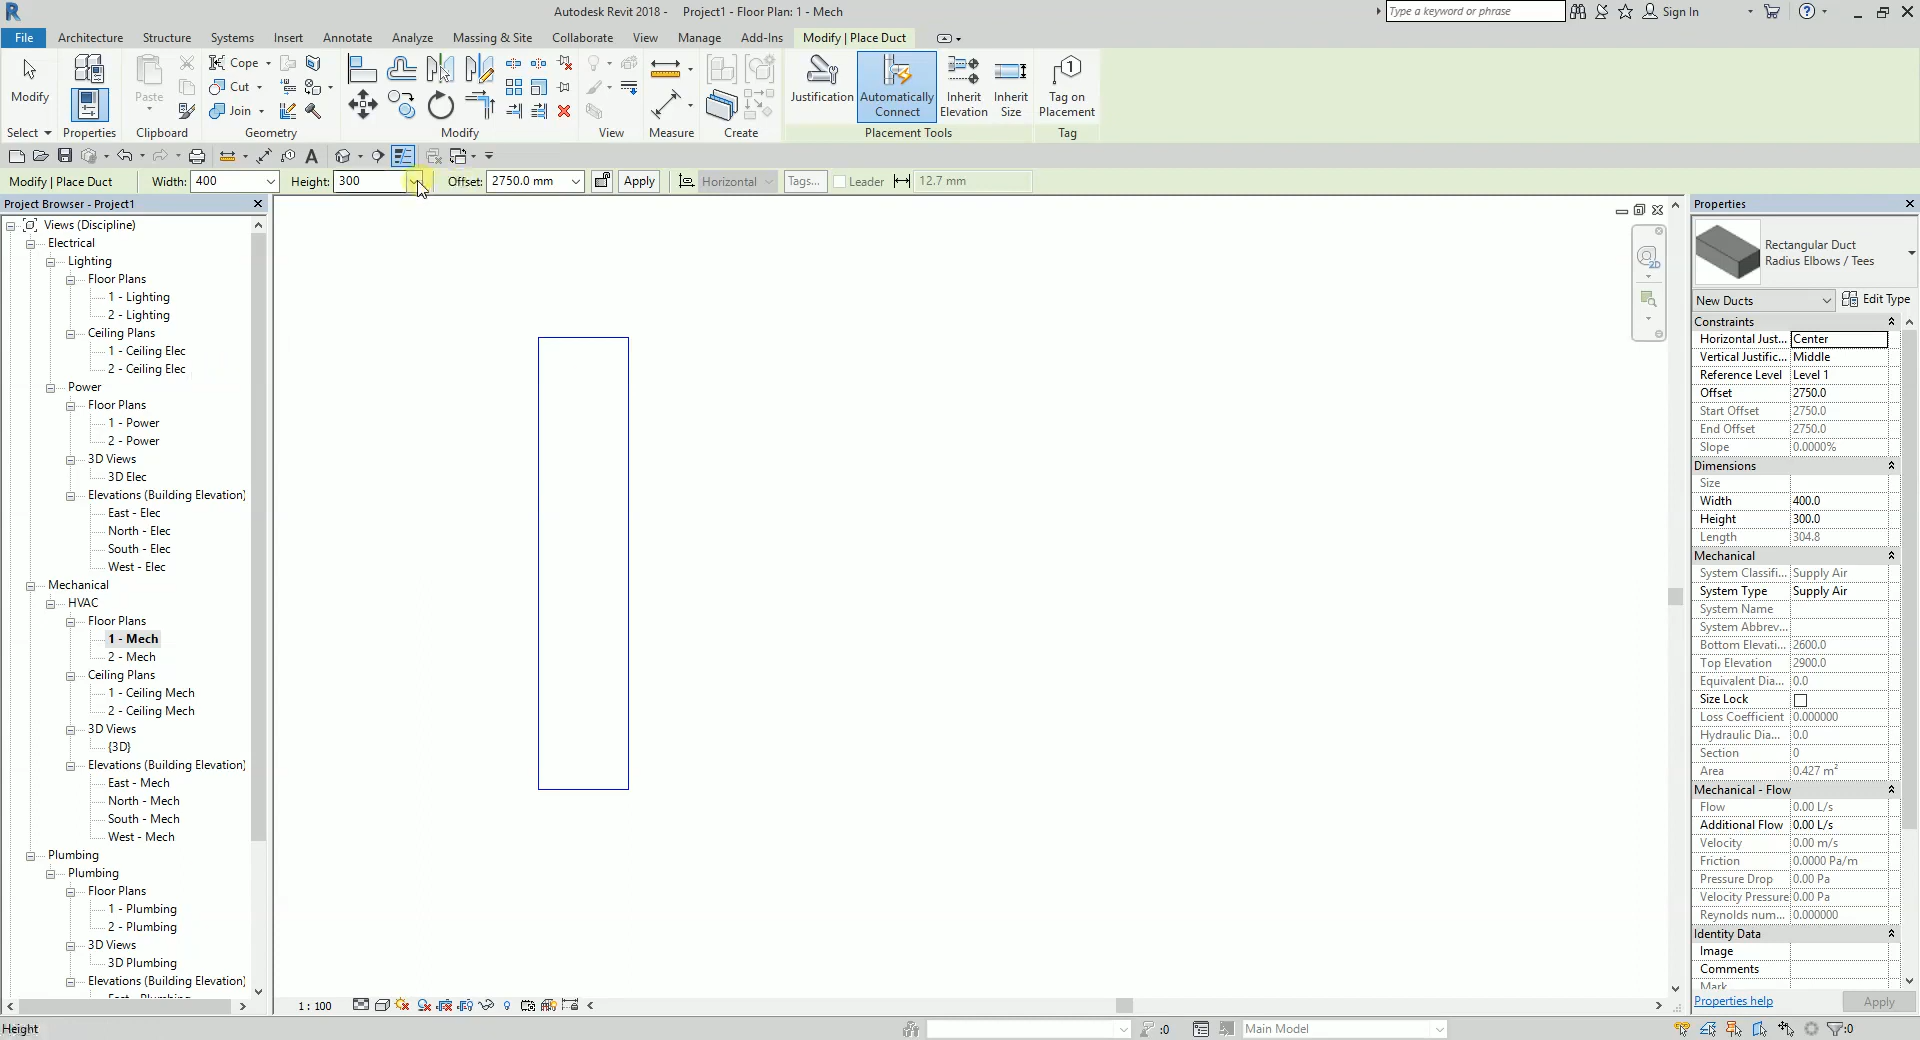 Autodesk Revit 2018 - Project1 - Floor Plan: 1 - Mech
Type a keyword or phrase
Sign In
File Architecture Structure Systems Insert Annotate Analyze Massing & Site Collaborate View Manage Add-Ins Modify | Place Duct
Modify
Paste
Cope
Cut
Join
Justification
Automatically Connect
Inherit Elevation
Inherit Size
Tag on Placement
Select Properties Clipboard Geometry Modify View Measure Create Placement Tools Tag
Modify | Place Duct Width: 400 Height: 300 Offset: 2750.0 mm Apply Horizontal Tags... Leader 12.7 mm
Project Browser - Project1
Views (Discipline)
Electrical
Lighting
Floor Plans
1 - Lighting
2 - Lighting
Ceiling Plans
1 - Ceiling Elec
2 - Ceiling Elec
Power
Floor Plans
1 - Power
2 - Power
3D Views
3D Elec
Elevations (Building Elevation)
East - Elec
North - Elec
South - Elec
West - Elec
Mechanical
HVAC
Floor Plans
1 - Mech
2 - Mech
Ceiling Plans
1 - Ceiling Mech
2 - Ceiling Mech
3D Views
{3D}
Elevations (Building Elevation)
East - Mech
North - Mech
South - Mech
West - Mech
Plumbing
Plumbing
Floor Plans
1 - Plumbing
2 - Plumbing
3D Views
3D Plumbing
Elevations (Building Elevation)
2D
Properties
Rectangular Duct
Radius Elbows / Tees
New Ducts Edit Type
Constraints
Horizontal Just... Center
Vertical Justific... Middle
Reference Level Level 1
Offset 2750.0
Start Offset 2750.0
End Offset 2750.0
Slope 0.0000%
Dimensions
Size
Width 400.0
Height 300.0
Length 304.8
Mechanical
System Classifi... Supply Air
System Type Supply Air
System Name
System Abbrev...
Bottom Elevati... 2600.0
Top Elevation 2900.0
Equivalent Dia... 0.0
Size Lock
Loss Coefficient 0.000000
Hydraulic Dia... 0.0
Section 0
Area 0.427 m²
Mechanical - Flow
Flow 0.00 L/s
Additional Flow 0.00 L/s
Velocity 0.00 m/s
Friction 0.0000 Pa/m
Pressure Drop 0.00 Pa
Velocity Pressure 0.00 Pa
Reynolds num... 0.000000
Identity Data
Image
Comments
Mark
Properties help Apply
1 : 100
Height
:0
Main Model
:0